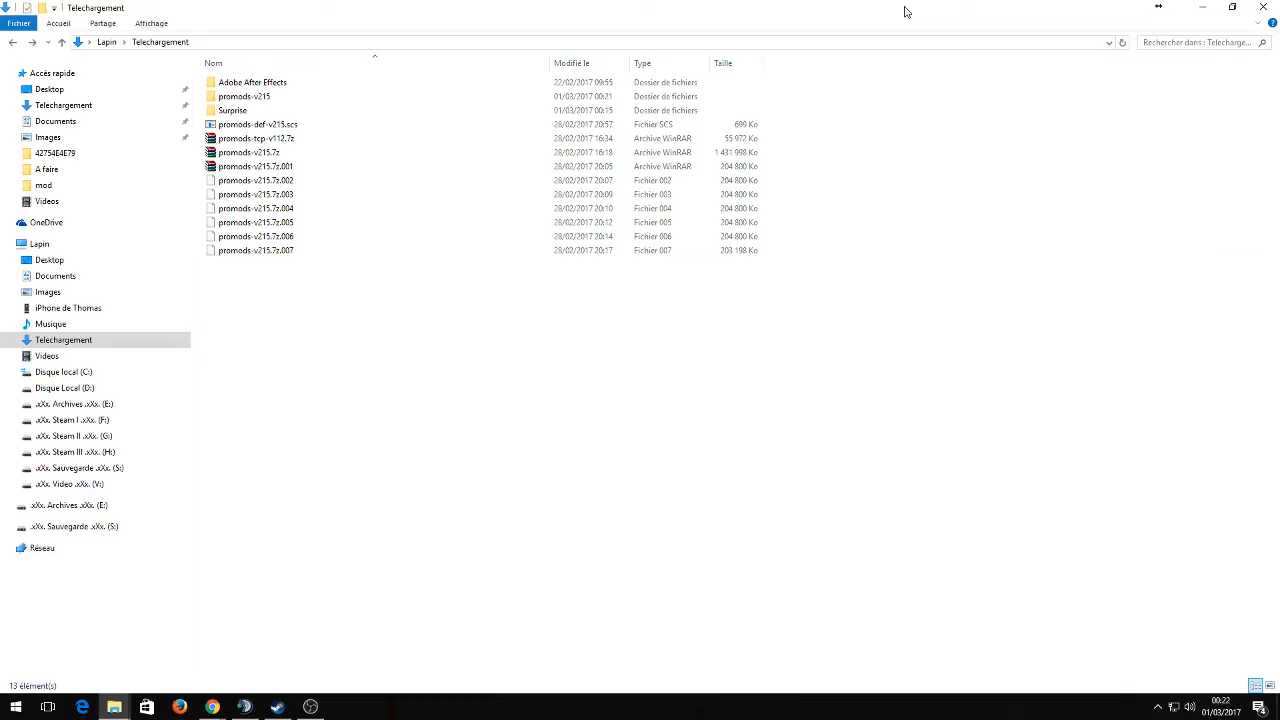 Telechargement
Fichier Accueil Partage Affichage
Lapin Telechargement Rechercher dans : Telecharge...
Nom Modifié le Type Taille
Adobe After Effects 22/02/2017 09:55 Dossier de fichiers
promods-v215 01/03/2017 00:21 Dossier de fichiers
Surprise 01/03/2017 00:15 Dossier de fichiers
promods-def-v215.scs 28/02/2017 20:57 Fichier SCS 699 Ko
promods-tcp-v112.7z 28/02/2017 16:34 Archive WinRAR 55 972 Ko
promods-v215.7z 28/02/2017 16:18 Archive WinRAR 1 431 998 Ko
promods-v215.7z.001 28/02/2017 20:05 Archive WinRAR 204 800 Ko
promods-v215.7z.002 28/02/2017 20:07 Fichier 002 204 800 Ko
promods-v215.7z.003 28/02/2017 20:09 Fichier 003 204 800 Ko
promods-v215.7z.004 28/02/2017 20:10 Fichier 004 204 800 Ko
promods-v215.7z.005 28/02/2017 20:12 Fichier 005 204 800 Ko
promods-v215.7z.006 28/02/2017 20:14 Fichier 006 204 800 Ko
promods-v215.7z.007 28/02/2017 20:17 Fichier 007 203 198 Ko
Accès rapide
Desktop
Telechargement
Documents
Images
42754E4E79
A faire
mod
Videos
OneDrive
Lapin
Desktop
Documents
Images
iPhone de Thomas
Musique
Telechargement
Videos
Disque local (C:)
Disque Local (D:)
.xXx. Archives .xXx. (E:)
.xXx. Steam I .xXx. (F:)
.xXx. Steam II .xXx. (G:)
.xXx. Steam III .xXx. (H:)
.xXx. Sauvegarde .xXx. (S:)
.xXx. Video .xXx. (V:)
.xXx. Archives .xXx. (E:)
.xXx. Sauvegarde .xXx. (S:)
Réseau
13 élément(s)
00:22
01/03/2017